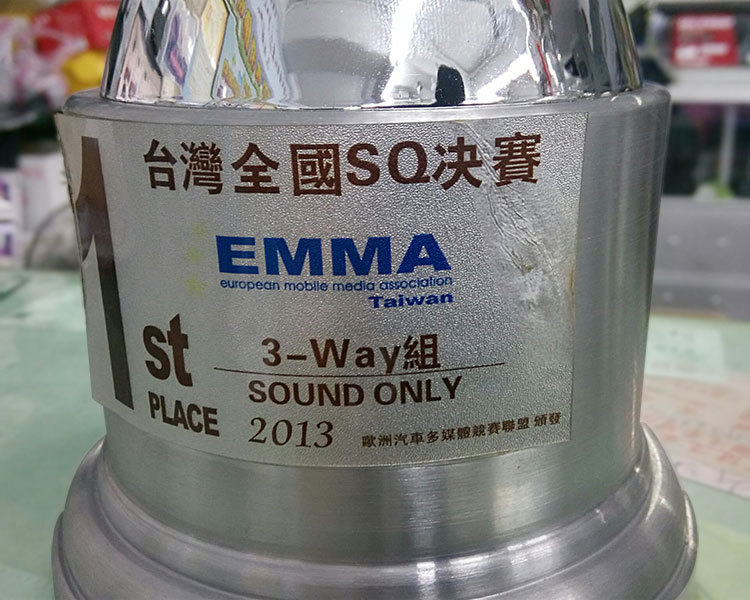 台灣全國SQ决賽
EMMA
european mobile media association
Taiwan
1st
PLACE
3-Way組
SOUND ONLY
2013
歐洲汽車多媒體競賽聯盟 頒發